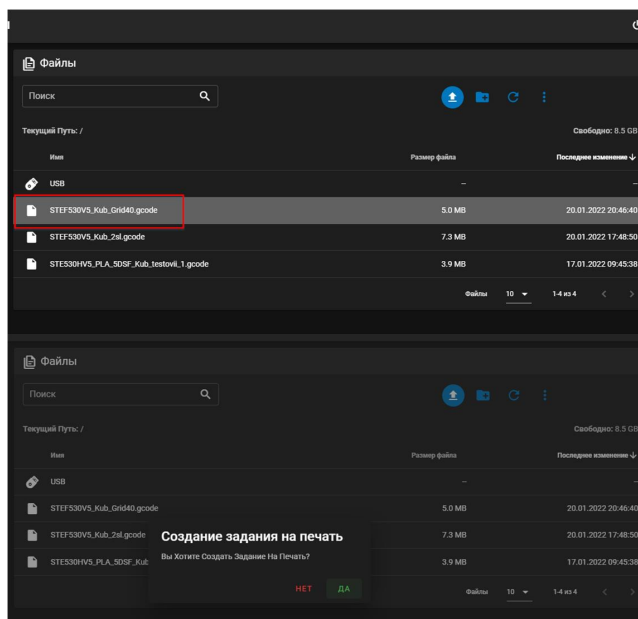 Файлы
Поиск
Текущий Путь: / Свободно: 8.5 GB
Имя Размер файла Последнее изменение
USB --
STEF530V5_Kub_Grid40.gcode 5.0 MB 20.01.2022 20:46:40
STEF530V5_Kub_2sl.gcode 7.3 MB 20.01.2022 17:48:50
STE530HV5_PLA_5DSF_Kub_testovii_1.gcode 3.9 MB 17.01.2022 09:45:38
Файлы 10 1-4 из 4
Файлы
Поиск
Текущий Путь: / Свободно: 8.5 GB
Имя Размер файла Последнее изменение
USB --
STEF530V5_Kub_Grid40.gcode 5.0 MB 20.01.2022 20:46:40
STEF530V5_Kub_2sl.gcode 7.3 MB 20.01.2022 17:48:50
Создание задания на печать
STE530HV5_PLA_5DSF_Kub 3.9 MB 17.01.2022 09:45:38
Вы Хотите Создать Задание На Печать?
НЕТ ДА
Файлы 10 1-4 из 4